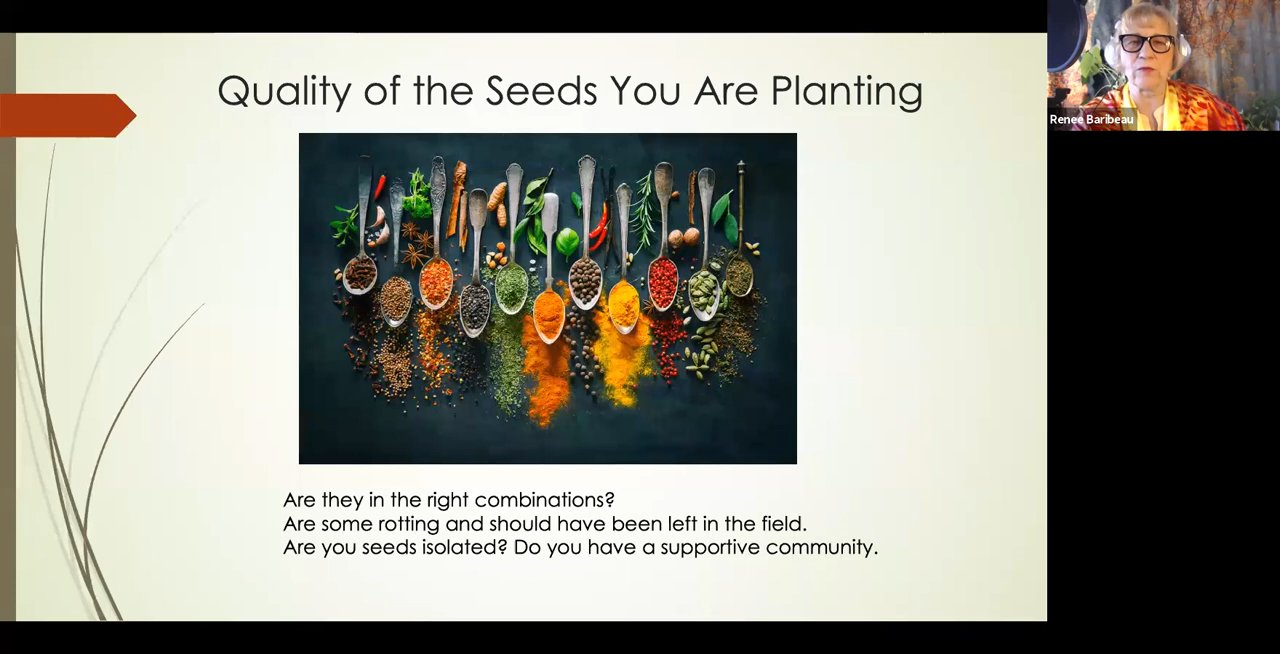 Quality of the Seeds You Are Planting
Renee Baribeau
Are they in the right combinations?
Are some rotting and should have been left in the field.
Are you seeds isolated? Do you have a supportive community.